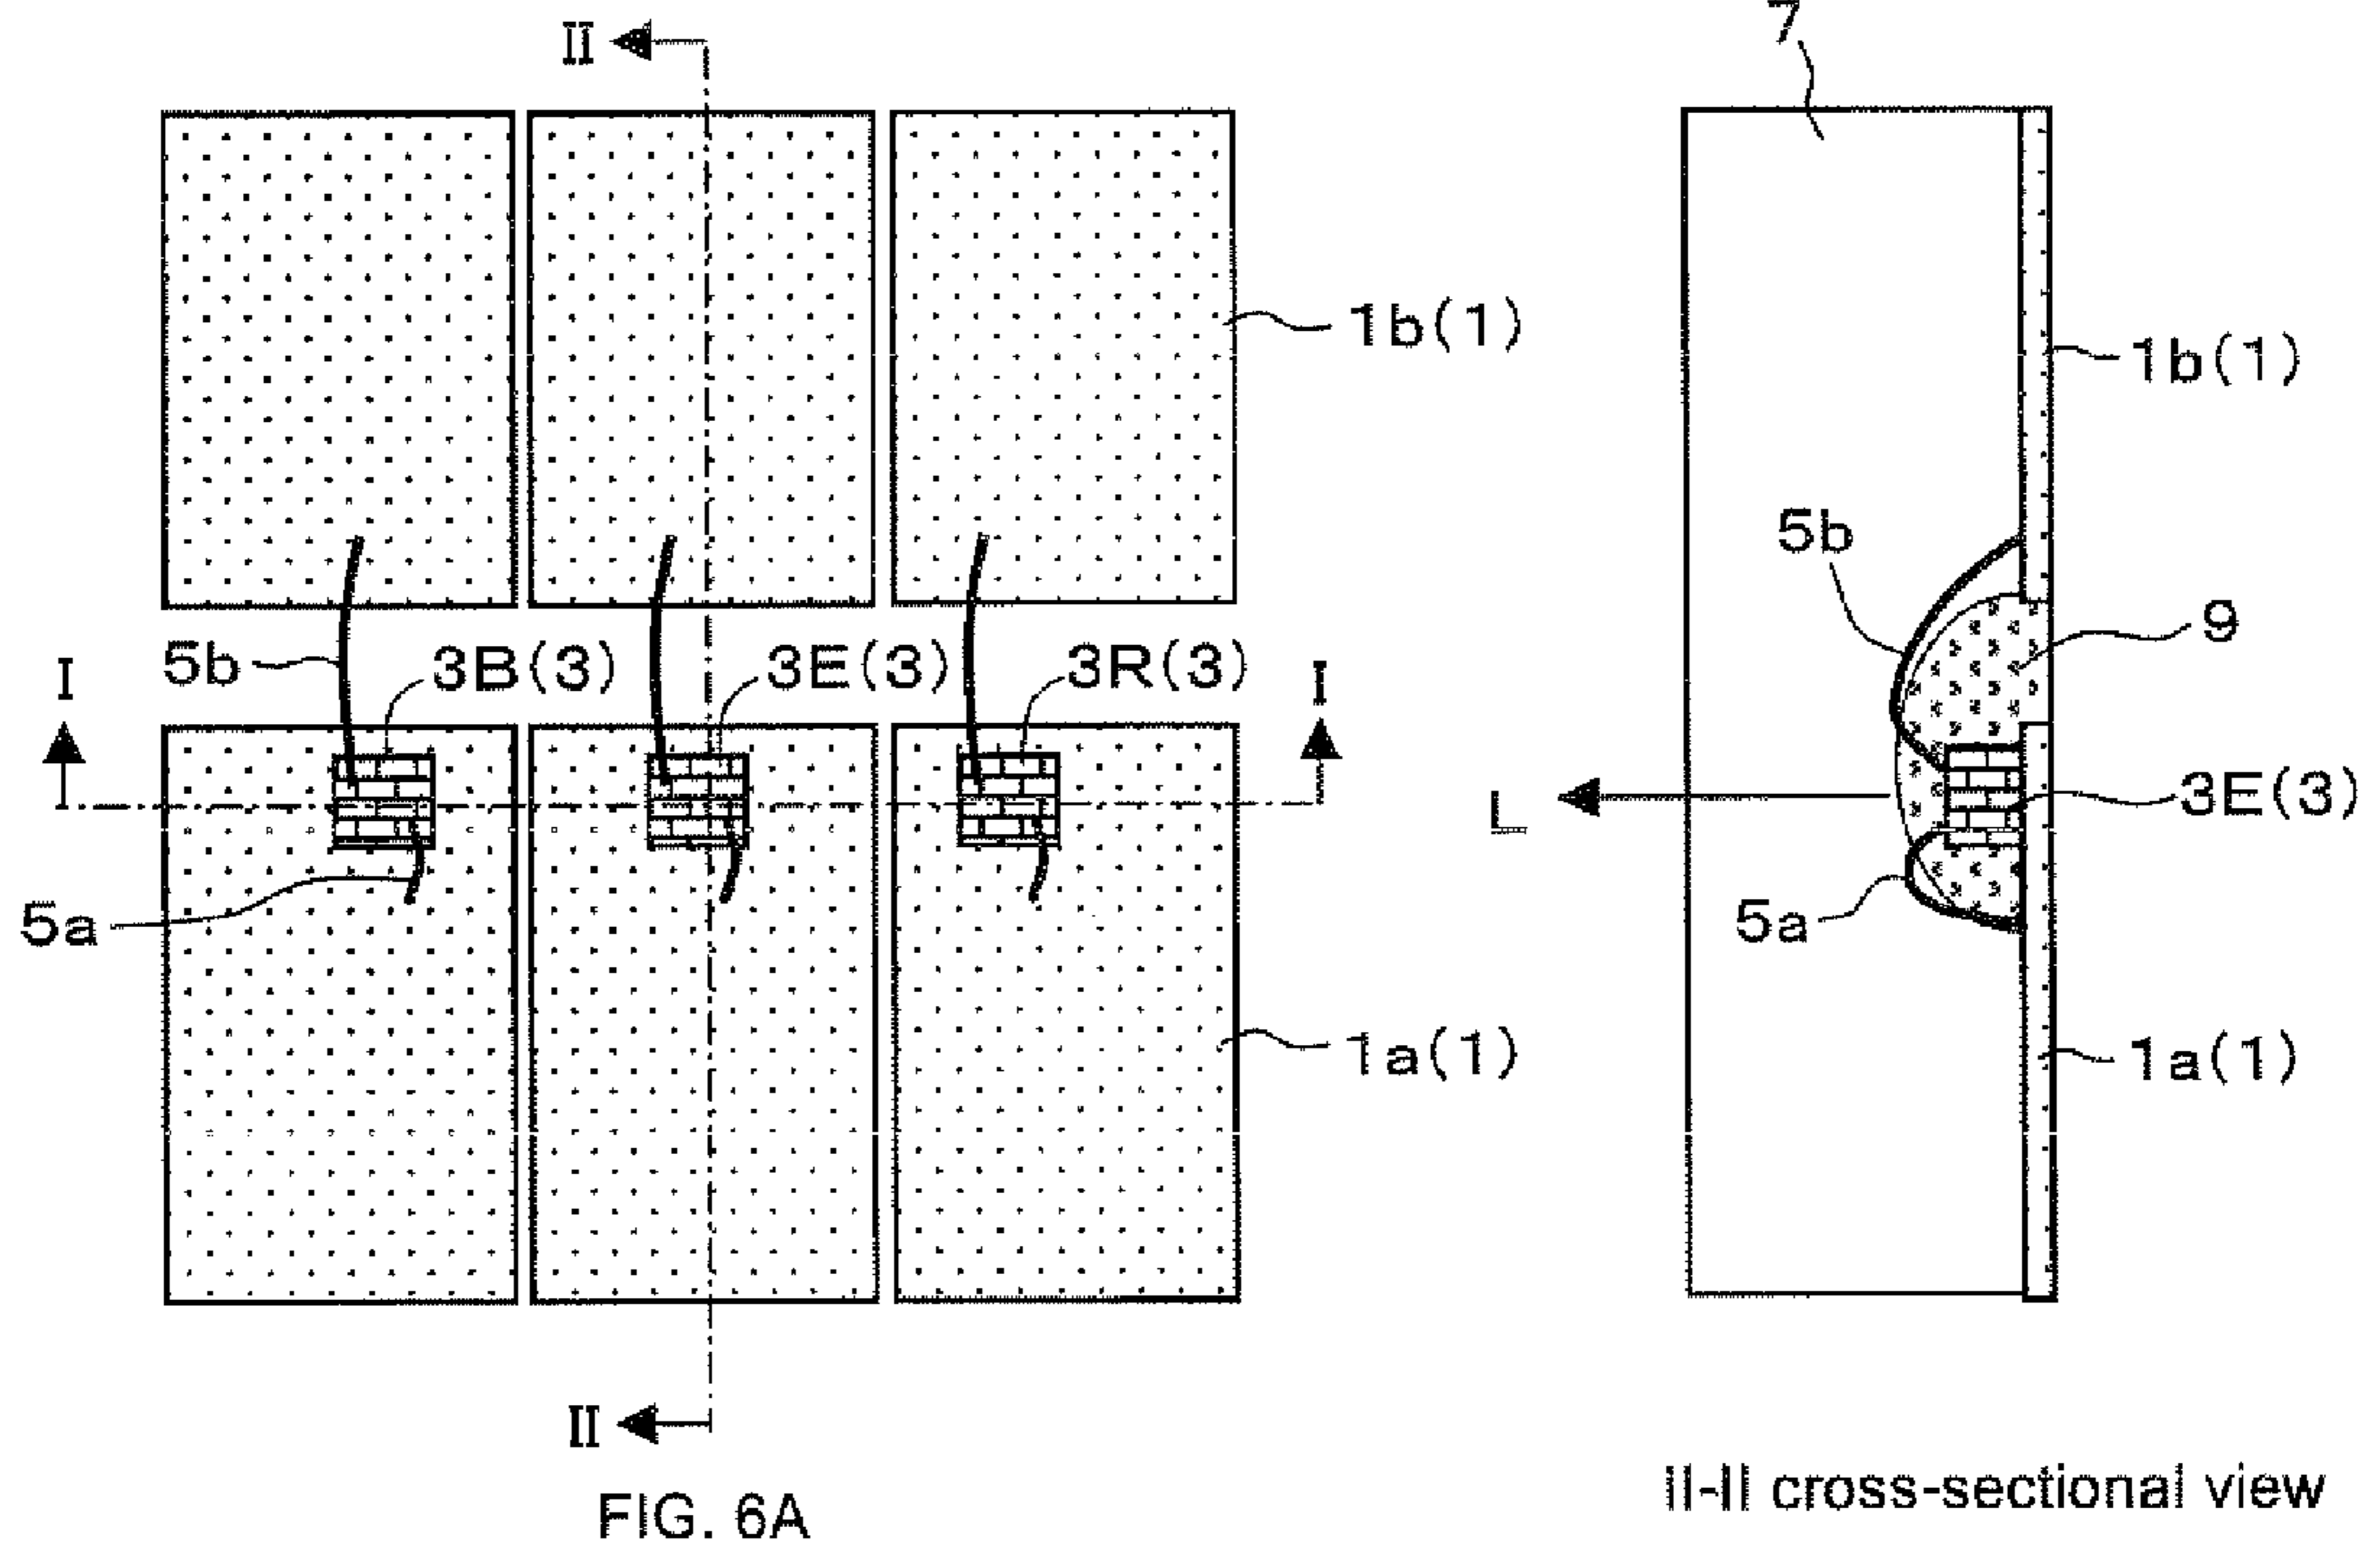 II
7
1b(1)
1b(1)
5b
9
I
5b
3B(3)
3E(3)
3R(3)
I
L
3E(3)
5a
5a
1a(1)
1a(1)
II
FIG. 6A
II-II cross-sectional view